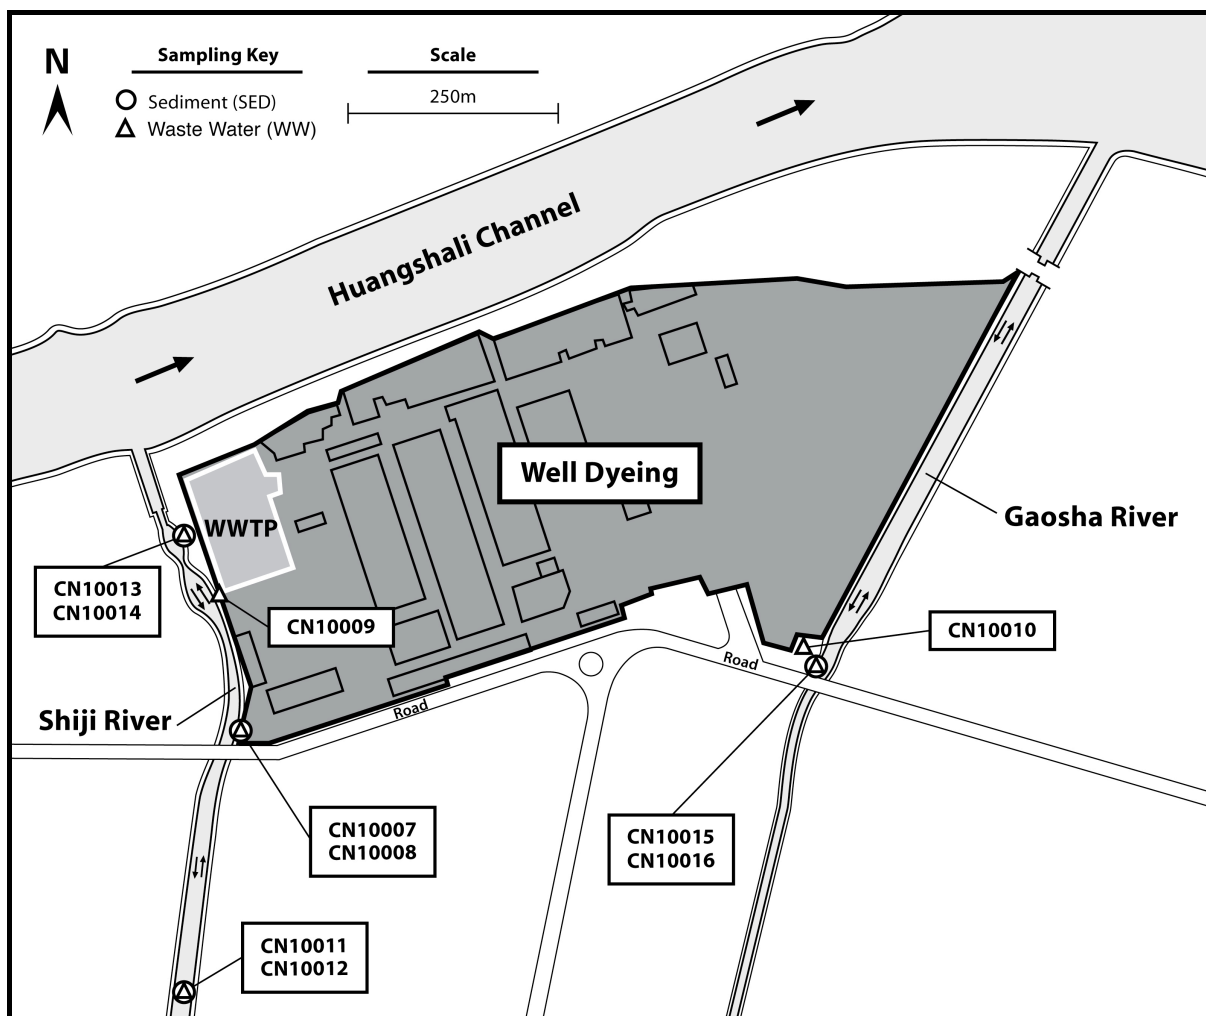 N
Sampling Key
Sediment (SED)
Waste Water (WW)
Scale
250m
Huangshali Channel
Well Dyeing
WWTP
Gaosha River
CN10013
CN10014
CN10009
CN10010
Road
Shiji River
Road
CN10007
CN10008
CN10015
CN10016
CN10011
CN10012